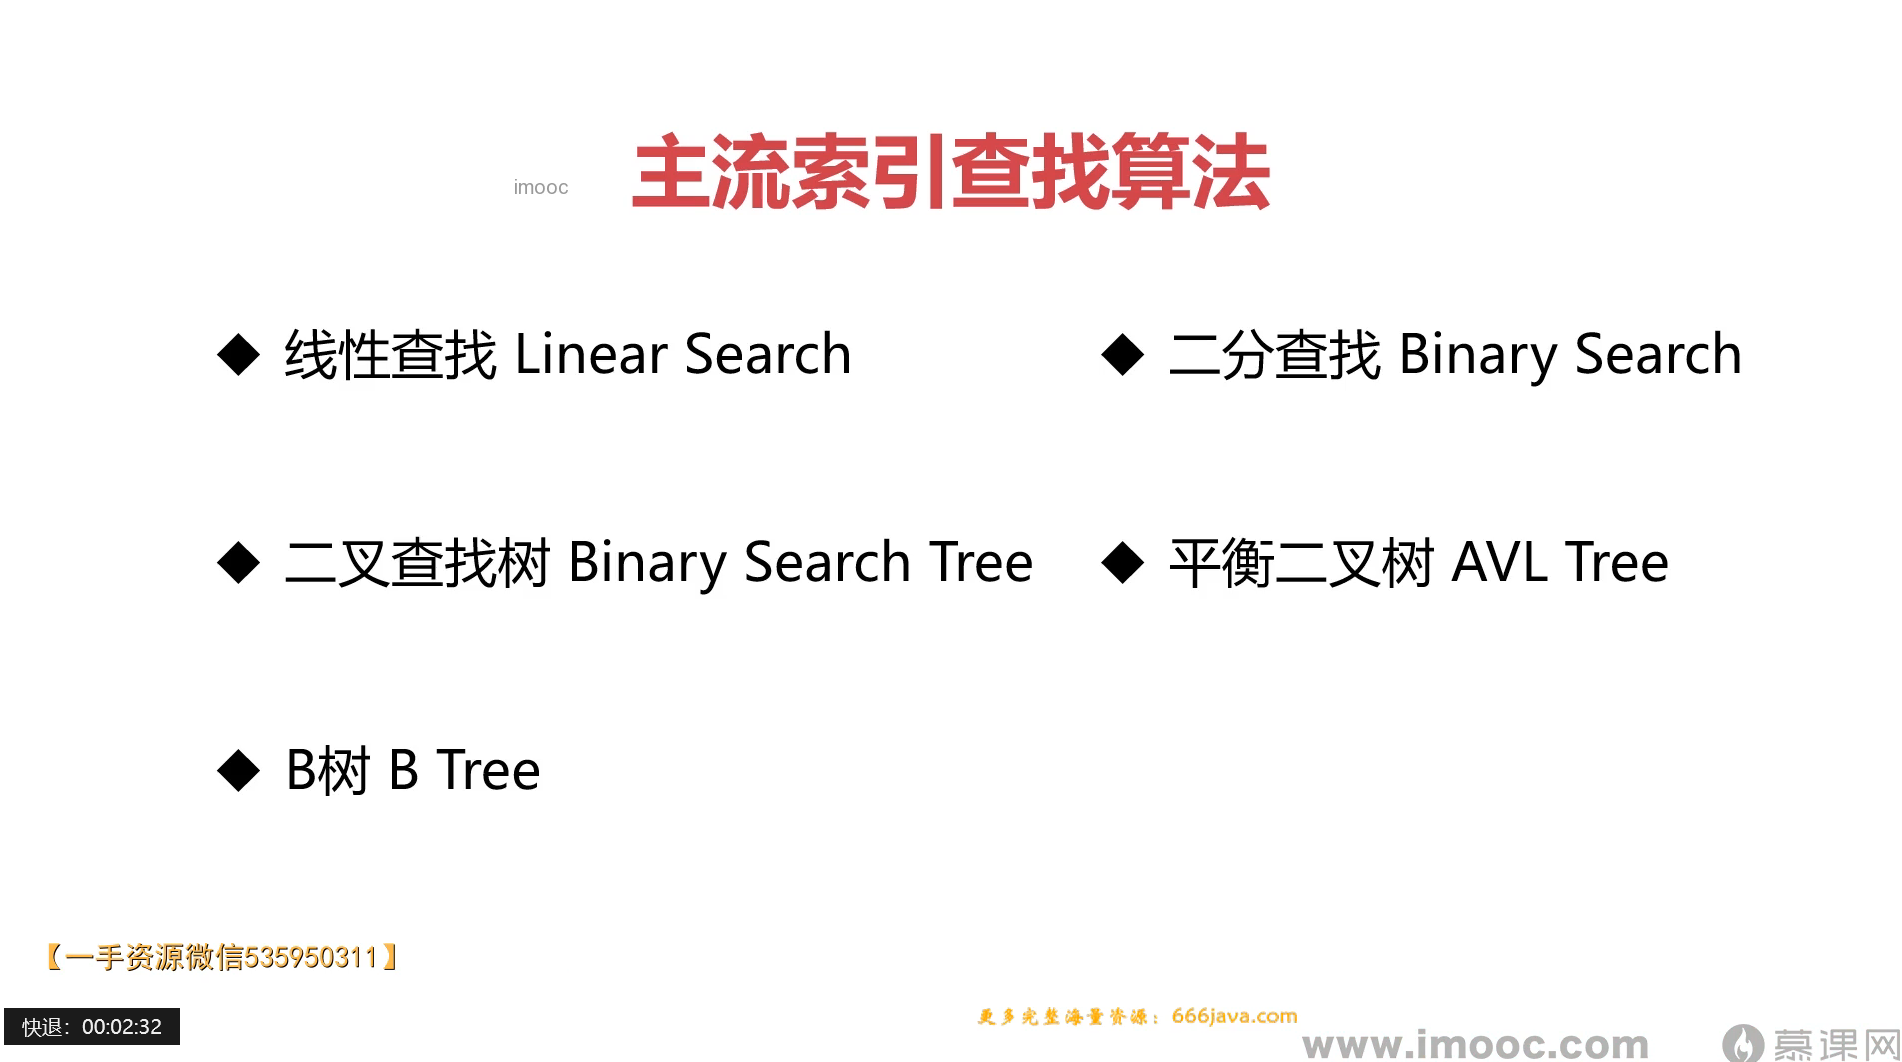 imooc
主流索引查找算法
◆ 线性查找 Linear Search
◆ 二分查找 Binary Search
◆ 二叉查找树 Binary Search Tree
◆ 平衡二叉树 AVL Tree
◆ B树 B Tree
【一手资源微信535950311】
更多完整海量资源：666java.com
快退：00:02:32
www.imooc.com
慕课网